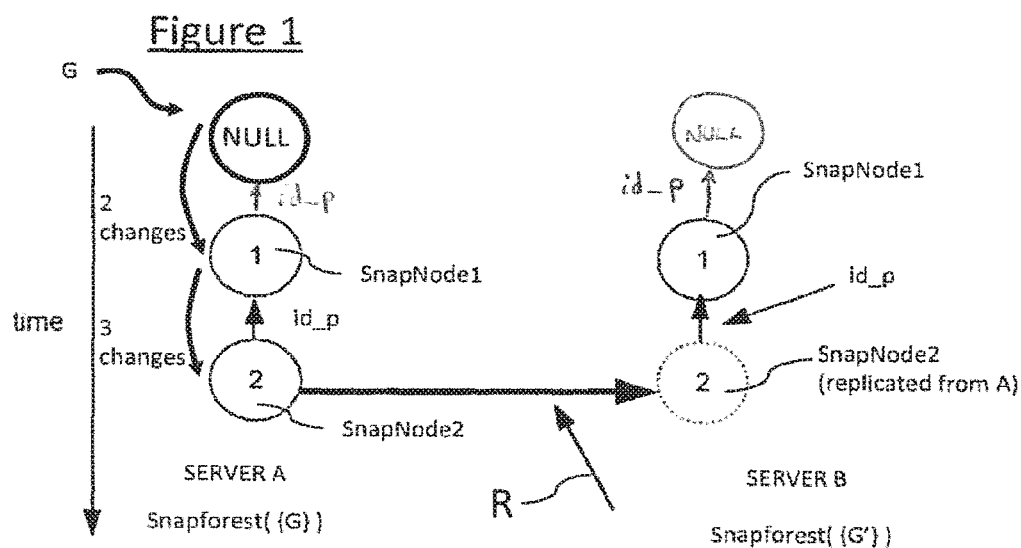 Figure 1
G
NULL
NULL
id_p
id_p
SnapNode1
2
changes
1
SnapNode1
1
id_p
time
id_p
3
changes
2
SnapNode2
2
SnapNode2
(replicated from A)
SERVER A
R
SERVER B
Snapforest( {G} )
Snapforest( {G'} )